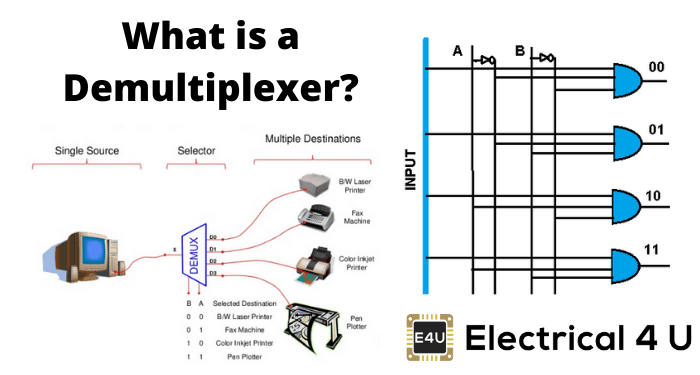 What is a
Demultiplexer?
Single Source
Selector
Multiple Destinations
B/W Laser
Printer
Fax
Machine
Color Inkjet
Printer
Pen
Plotter
X
DEMUX
D0
D1
D2
D3
B A Selected Destination
0 0 B/W Laser Printer
0 1 Fax Machine
1 0 Color Inkjet Printer
1 1 Pen Plotter
A B
INPUT
00
01
10
11
E4U
Electrical 4 U